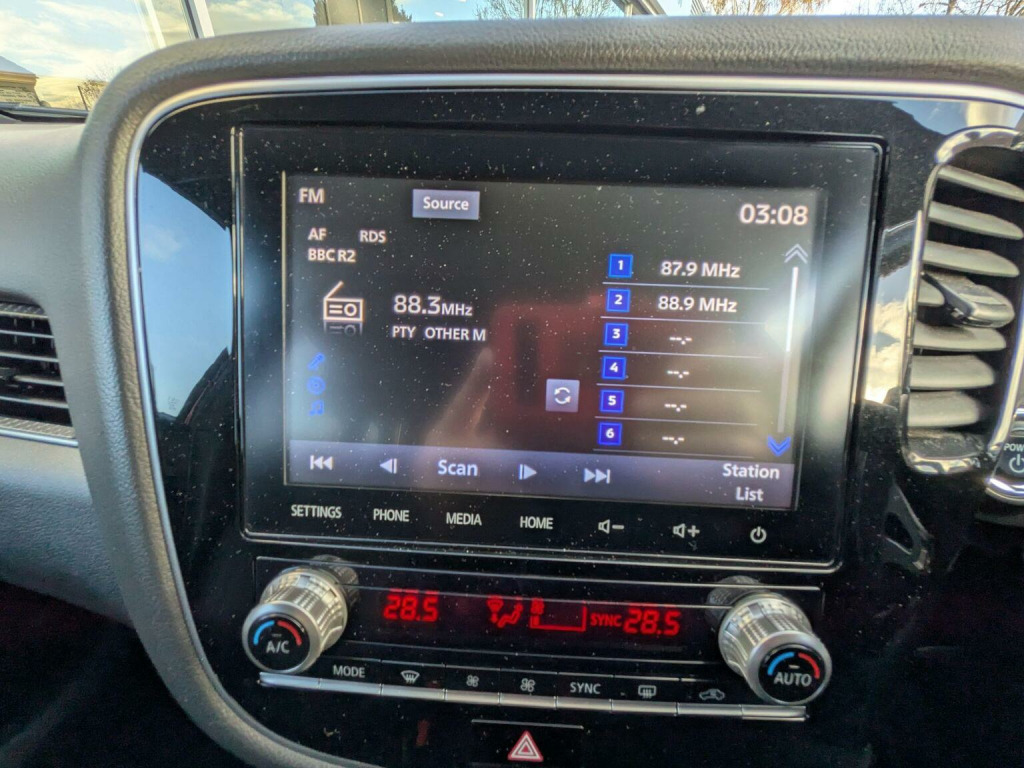 FM
Source
03:08
AF RDS
BBC R2
88.3MHz
PTY OTHER M
1 87.9 MHz
2 88.9 MHz
3 --.-
4 --.-
5 --.-
6 --.-
Scan
Station
List
SETTINGS PHONE MEDIA HOME
28.5 SYNC 28.5
A/C
AUTO
MODE SYNC